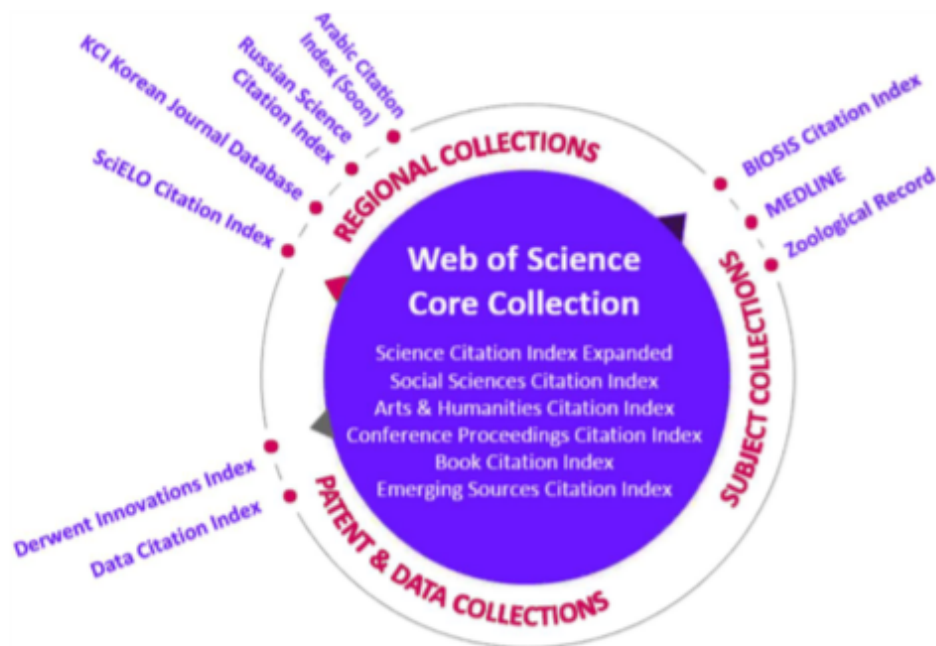 Arabic Citation
Index (Soon)
Russian Science
Citation Index
KCI Korean Journal Database
SciELO Citation Index
REGIONAL COLLECTIONS
BIOSIS Citation Index
MEDLINE
Zoological Record
SUBJECT COLLECTIONS
Web of Science
Core Collection
Science Citation Index Expanded
Social Sciences Citation Index
Arts & Humanities Citation Index
Conference Proceedings Citation Index
Book Citation Index
Emerging Sources Citation Index
Derwent Innovations Index
Data Citation Index
PATENT & DATA COLLECTIONS